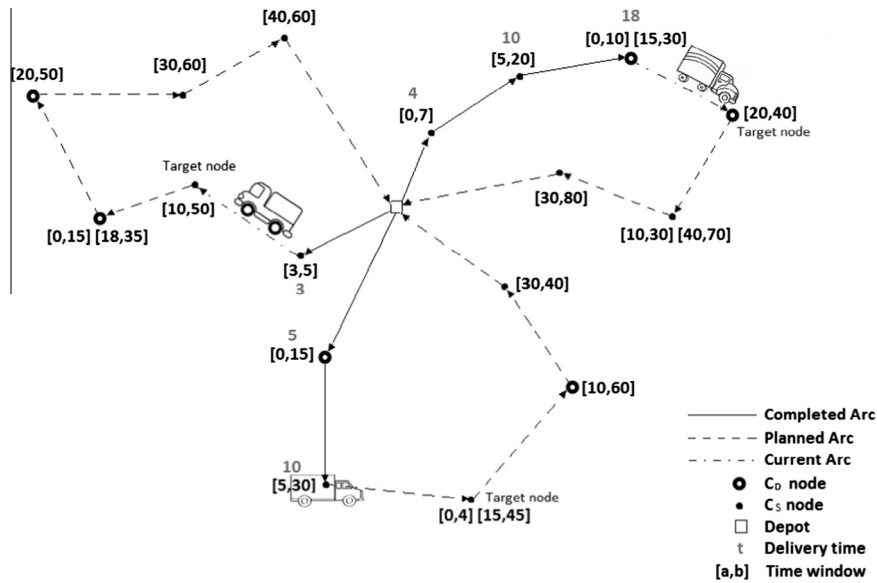 [40,60]
18
10
[0,10] [15,30]
[5,20]
[20,50]
[30,60]
4
[0,7]
[20,40]
Target node
Target node
[10,50]
[30,80]
[0,15] [18,35]
[10,30] [40,70]
[3,5]
3
[30,40]
5
[0,15]
[10,60]
10
[5,30]
Target node
[0,4] [15,45]
Completed Arc
Planned Arc
Current Arc
C_D node
C_S node
Depot
t Delivery time
[a,b] Time window